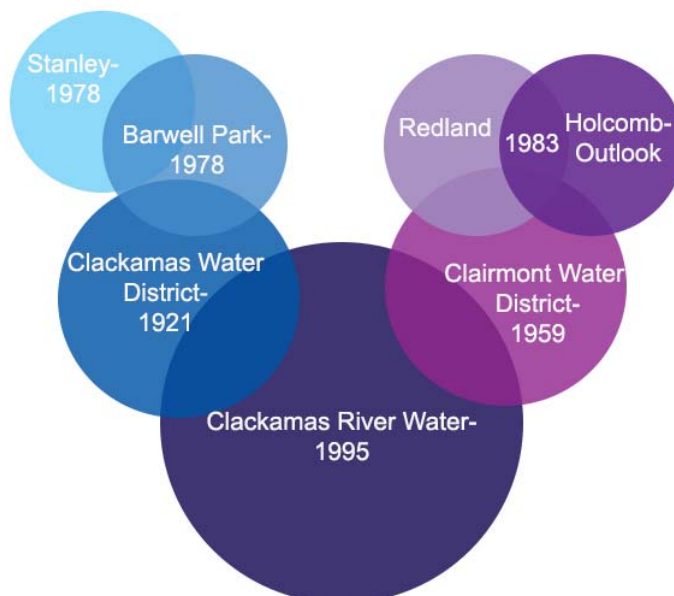 Stanley-
1978
Barwell Park-
1978
Redland
1983
Holcomb-
Outlook
Clackamas Water
District-
1921
Clairmont Water
District-
1959
Clackamas River Water-
1995